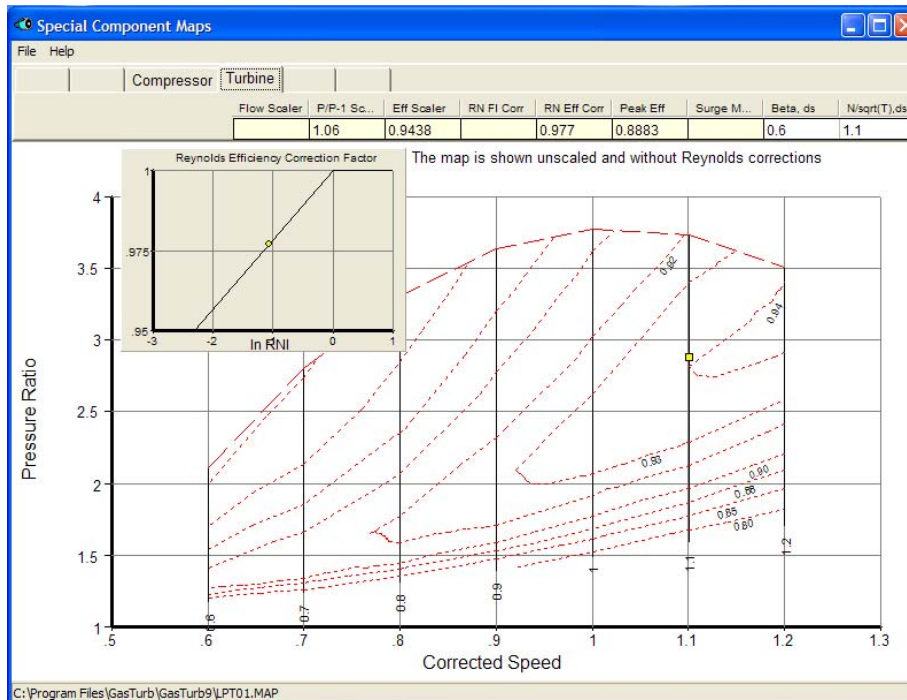 Special Component Maps
File Help
Compressor Turbine
Flow Scaler P/P-1 Sc... Eff Scaler RN Fl Corr RN Eff Corr Peak Eff Surge M... Beta, ds N/sqrt(T),ds
1.06 0.9438 0.977 0.8883 0.6 1.1
The map is shown unscaled and without Reynolds corrections
Reynolds Efficiency Correction Factor
1
.975
.95
-3 -2 -1 0 1
ln RNI
4
3.5
3
2.5
2
1.5
1
Pressure Ratio
0.92
0.94
0.93
0.90
0.88
0.85
0.80
0.6 0.7 0.8 0.9 1 1.1 1.2
.5 .6 .7 .8 .9 1 1.1 1.2 1.3
Corrected Speed
C:\Program Files\GasTurb\GasTurb9\LPT01.MAP